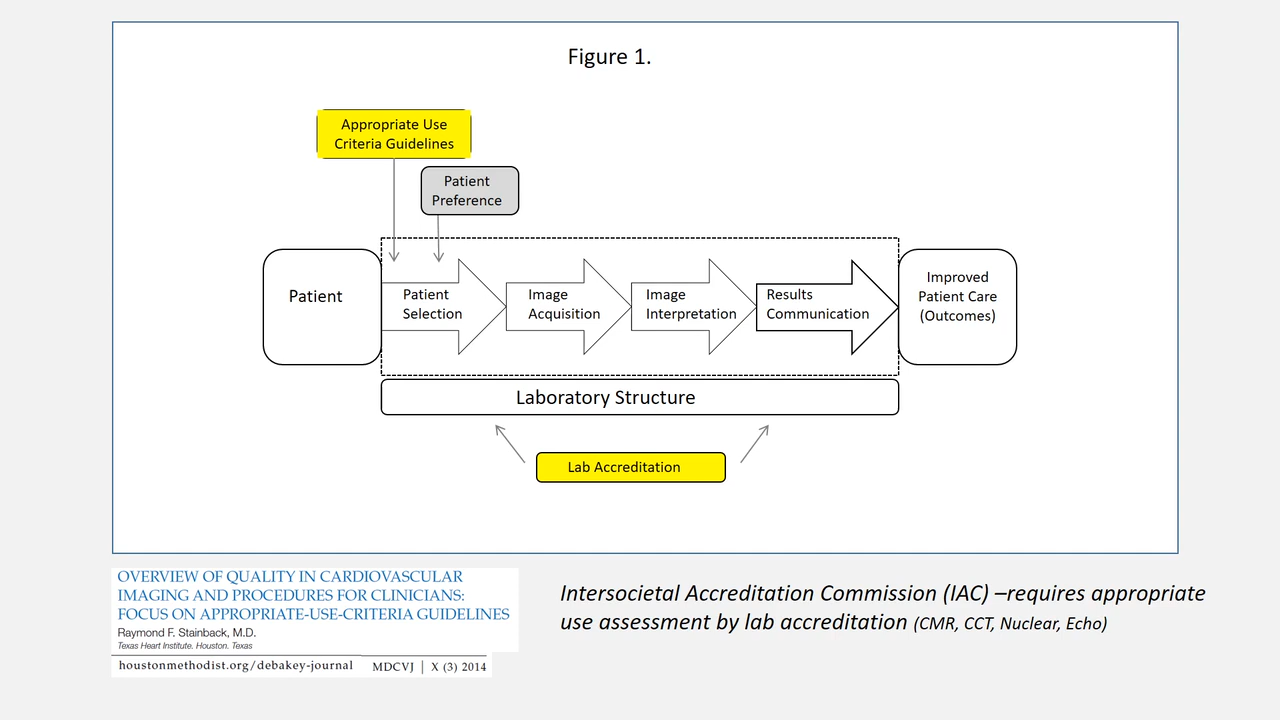 Figure 1.
Appropriate Use
Criteria Guidelines
Patient
Preference
Patient
Patient
Selection
Image
Acquisition
Image
Interpretation
Results
Communication
Improved
Patient Care
(Outcomes)
Laboratory Structure
Lab Accreditation
OVERVIEW OF QUALITY IN CARDIOVASCULAR
IMAGING AND PROCEDURES FOR CLINICIANS:
FOCUS ON APPROPRIATE-USE-CRITERIA GUIDELINES
Raymond F. Stainback, M.D.
Texas Heart Institute. Houston. Texas
houstonmethodist.org/debakey-journal MDCVJ | X (3) 2014
Intersocietal Accreditation Commission (IAC) –requires appropriate
use assessment by lab accreditation (CMR, CCT, Nuclear, Echo)